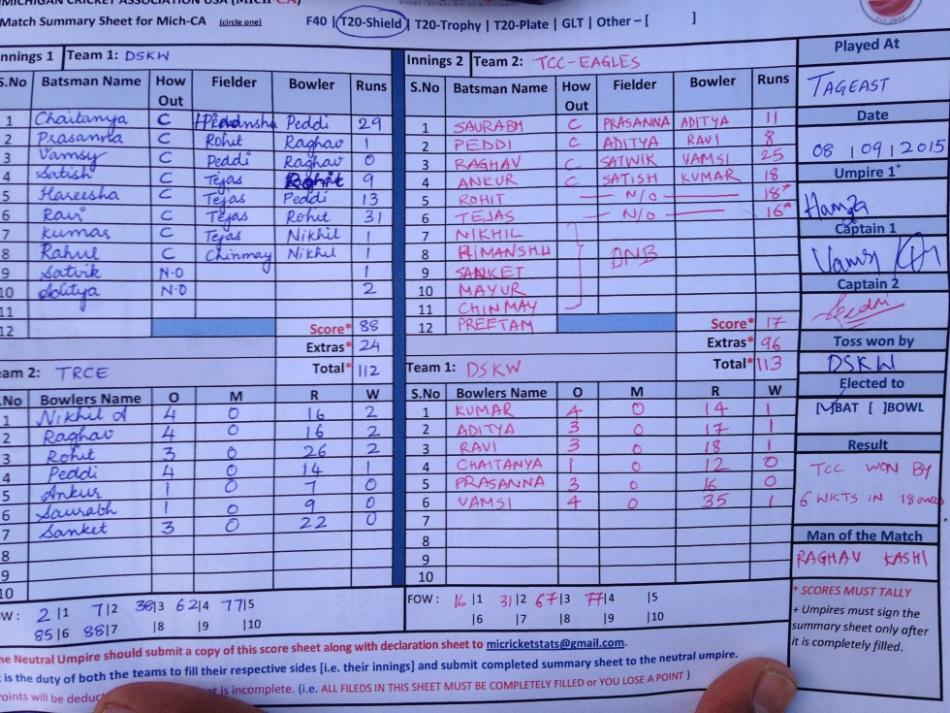 MICHIGAN CRICKET ASSOCIATION USA (MICH-CA)
Match Summary Sheet for Mich-CA (circle one) F40 | T20-Shield | T20-Trophy | T20-Plate | GLT | Other – [ ]
nnings 1 Team 1: DSKW
S.No Batsman Name How Out Fielder Bowler Runs
1 Chaitanya C Peddi 29
2 Prasanna C Rohit Raghav 1
3 Vamsy C Peddi Raghav 0
4 Satish C Tejas Rohit 9
5 Hareesha C Tejas Peddi 13
6 Ravi C Tejas Rohit 31
7 Kumar C Tejas Nikhil 1
8 Rahul C Chinmay Nikhil 1
9 Satvik N.O 1
10 Aditya N.O 2
11
12 Score* 88
Extras* 24
Total* 112
eam 2: TRCE
.No Bowlers Name O M R W
1 Nikhil A 4 0 16 2
2 Raghav 4 0 16 2
3 Rohit 3 0 26 2
4 Peddi 4 0 14 1
5 Ankur 1 0 7 0
6 Saurabh 1 0 9 0
7 Sanket 3 0 22 0
8
9
10
OW: 2|1 7|2 38|3 62|4 77|5
85|6 88|7 |8 |9 |10
Innings 2 Team 2: TCC-EAGLES
S.No Batsman Name How Out Fielder Bowler Runs
1 SAURABH C PRASANNA ADITYA 11
2 PEDDI C ADITYA RAVI 8
3 RAGHAV C SATWIK VAMSI 25
4 ANKUR C SATISH KUMAR 18
5 ROHIT — N/O — 18*
6 TEJAS — N/O — 16*
7 NIKHIL
8 HIMANSHU DNB
9 SANKET
10 MAYUR
11 CHINMAY
12 PREETAM Score* 17
Extras* 96
Total* 113
Team 1: DSKW
S.No Bowlers Name O M R W
1 KUMAR 4 0 14 1
2 ADITYA 3 0 17 1
3 RAVI 3 0 18 1
4 CHAITANYA 1 0 12 0
5 PRASANNA 3 0 16 0
6 VAMSI 4 0 35 1
7
8
9
10
FOW: 16|1 31|2 67|3 77|4 |5
|6 |7 |8 |9 |10
Played At
TAGEAST
Date
08|09|2015
Umpire 1+
Hamza
Captain 1
Vamsy
Captain 2
Peddi
Toss won by
DSKW
Elected to
[✓]BAT [ ]BOWL
Result
TCC WON BY
6 WKTS IN 18 overs
Man of the Match
RAGHAV KASHI
* SCORES MUST TALLY
+ Umpires must sign the
summary sheet only after
it is completely filled.
he Neutral Umpire should submit a copy of this score sheet along with declaration sheet to micricketstats@gmail.com.
t is the duty of both the teams to fill their respective sides [i.e. their innings] and submit completed summary sheet to the neutral umpire.
Points will be deduc t is incomplete. (i.e. ALL FILEDS IN THIS SHEET MUST BE COMPLETELY FILLED or YOU LOSE A POINT )